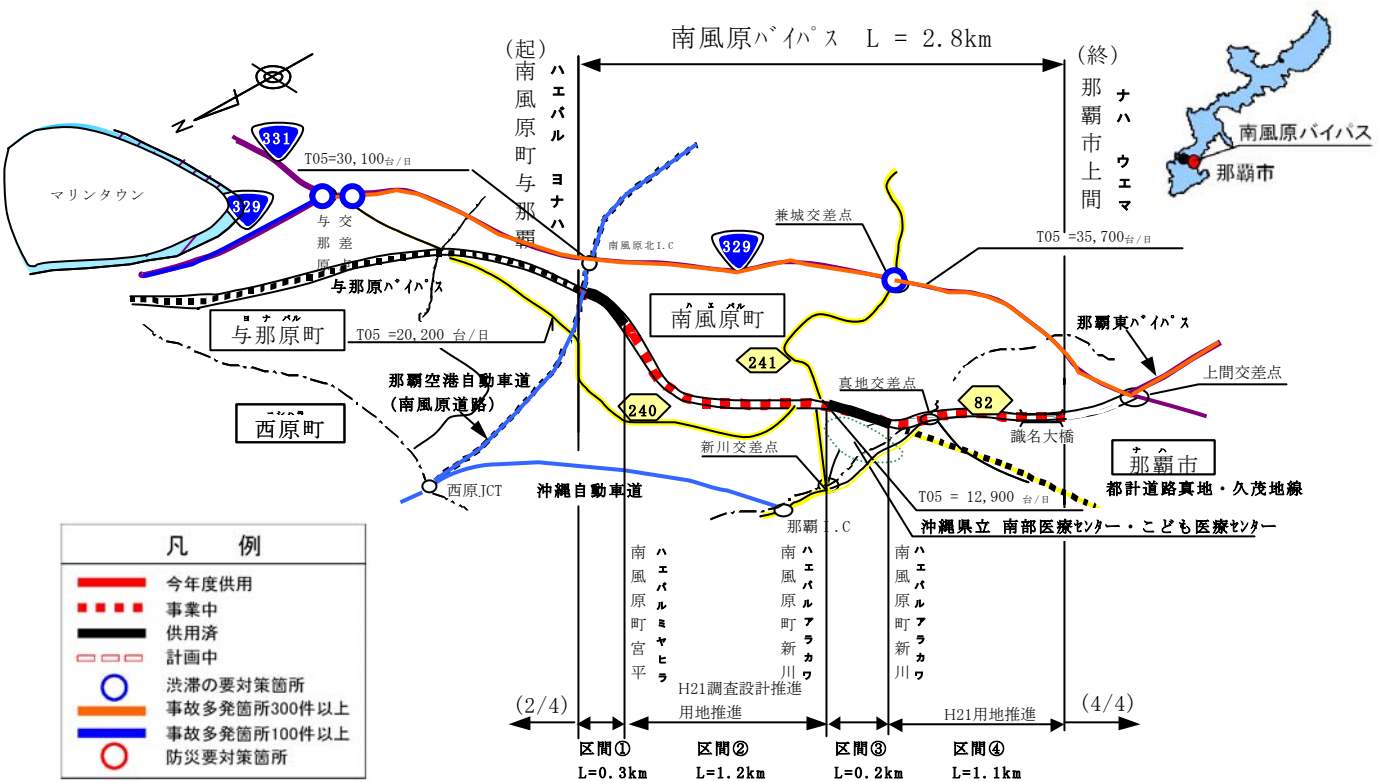 南風原バイパス L = 2.8km
(起)
南風原町与那覇
ハエバル ヨナハ
(終)
那覇市上間
ナハ ウエマ
南風原バイパス
那覇市
N
331
T05=30,100台/日
マリンタウン
329
与那原
交差点
南風原北I.C
329
兼城交差点
T05 =35,700台/日
与那原バイパス
ヨナバル
与那原町
T05 =20,200 台/日
ハエバル
南風原町
那覇東バイパス
上間交差点
241
真地交差点
那覇空港自動車道
(南風原道路)
240
82
ニシハラ
西原町
識名大橋
新川交差点
ナハ
那覇市
都計道路真地・久茂地線
西原JCT
沖縄自動車道
T05 = 12,900 台/日
那覇I.C
沖縄県立 南部医療センター・こども医療センター
凡 例
今年度供用
事業中
供用済
計画中
渋滞の要対策箇所
事故多発箇所300件以上
事故多発箇所100件以上
防災要対策箇所
南風原町宮平
ハエバルミヤヒラ
南風原町新川
ハエバルアラカワ
南風原町新川
ハエバルアラカワ
H21調査設計推進
用地推進
H21用地推進
(2/4)
(4/4)
区間①
L=0.3km
区間②
L=1.2km
区間③
L=0.2km
区間④
L=1.1km